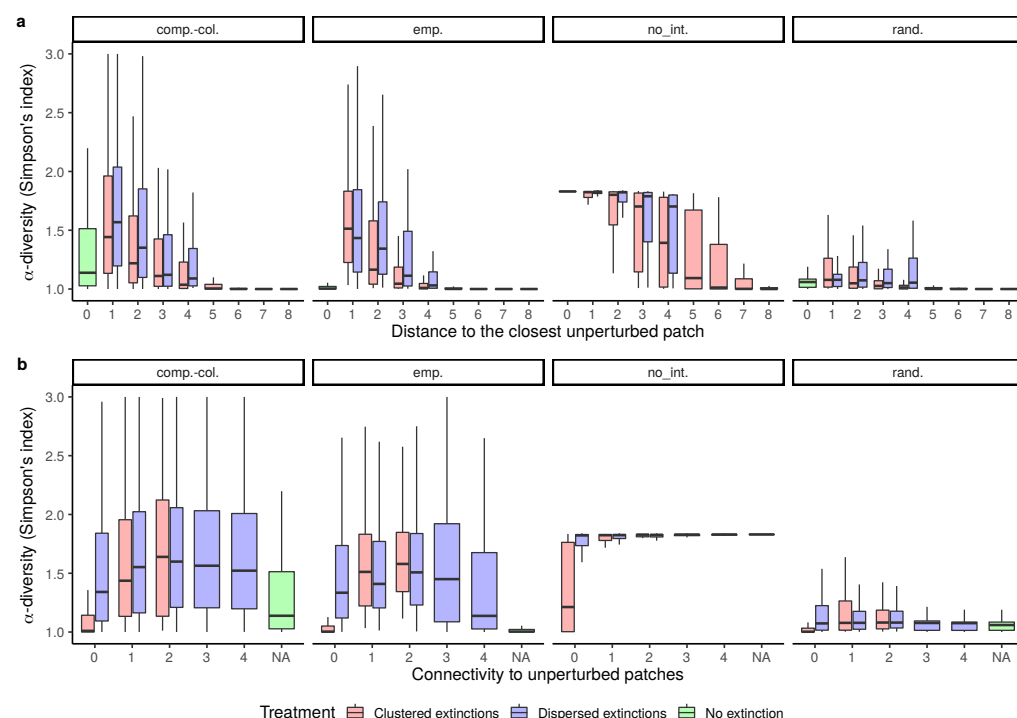 a
comp.-col. emp. no_int. rand.
α-diversity (Simpson's index)
3.0
2.5
2.0
1.5
1.0
0 1 2 3 4 5 6 7 8 0 1 2 3 4 5 6 7 8 0 1 2 3 4 5 6 7 8 0 1 2 3 4 5 6 7 8
Distance to the closest unperturbed patch
b
comp.-col. emp. no_int. rand.
α-diversity (Simpson's index)
3.0
2.5
2.0
1.5
1.0
0 1 2 3 4 NA 0 1 2 3 4 NA 0 1 2 3 4 NA 0 1 2 3 4 NA
Connectivity to unperturbed patches
Treatment Clustered extinctions Dispersed extinctions No extinction